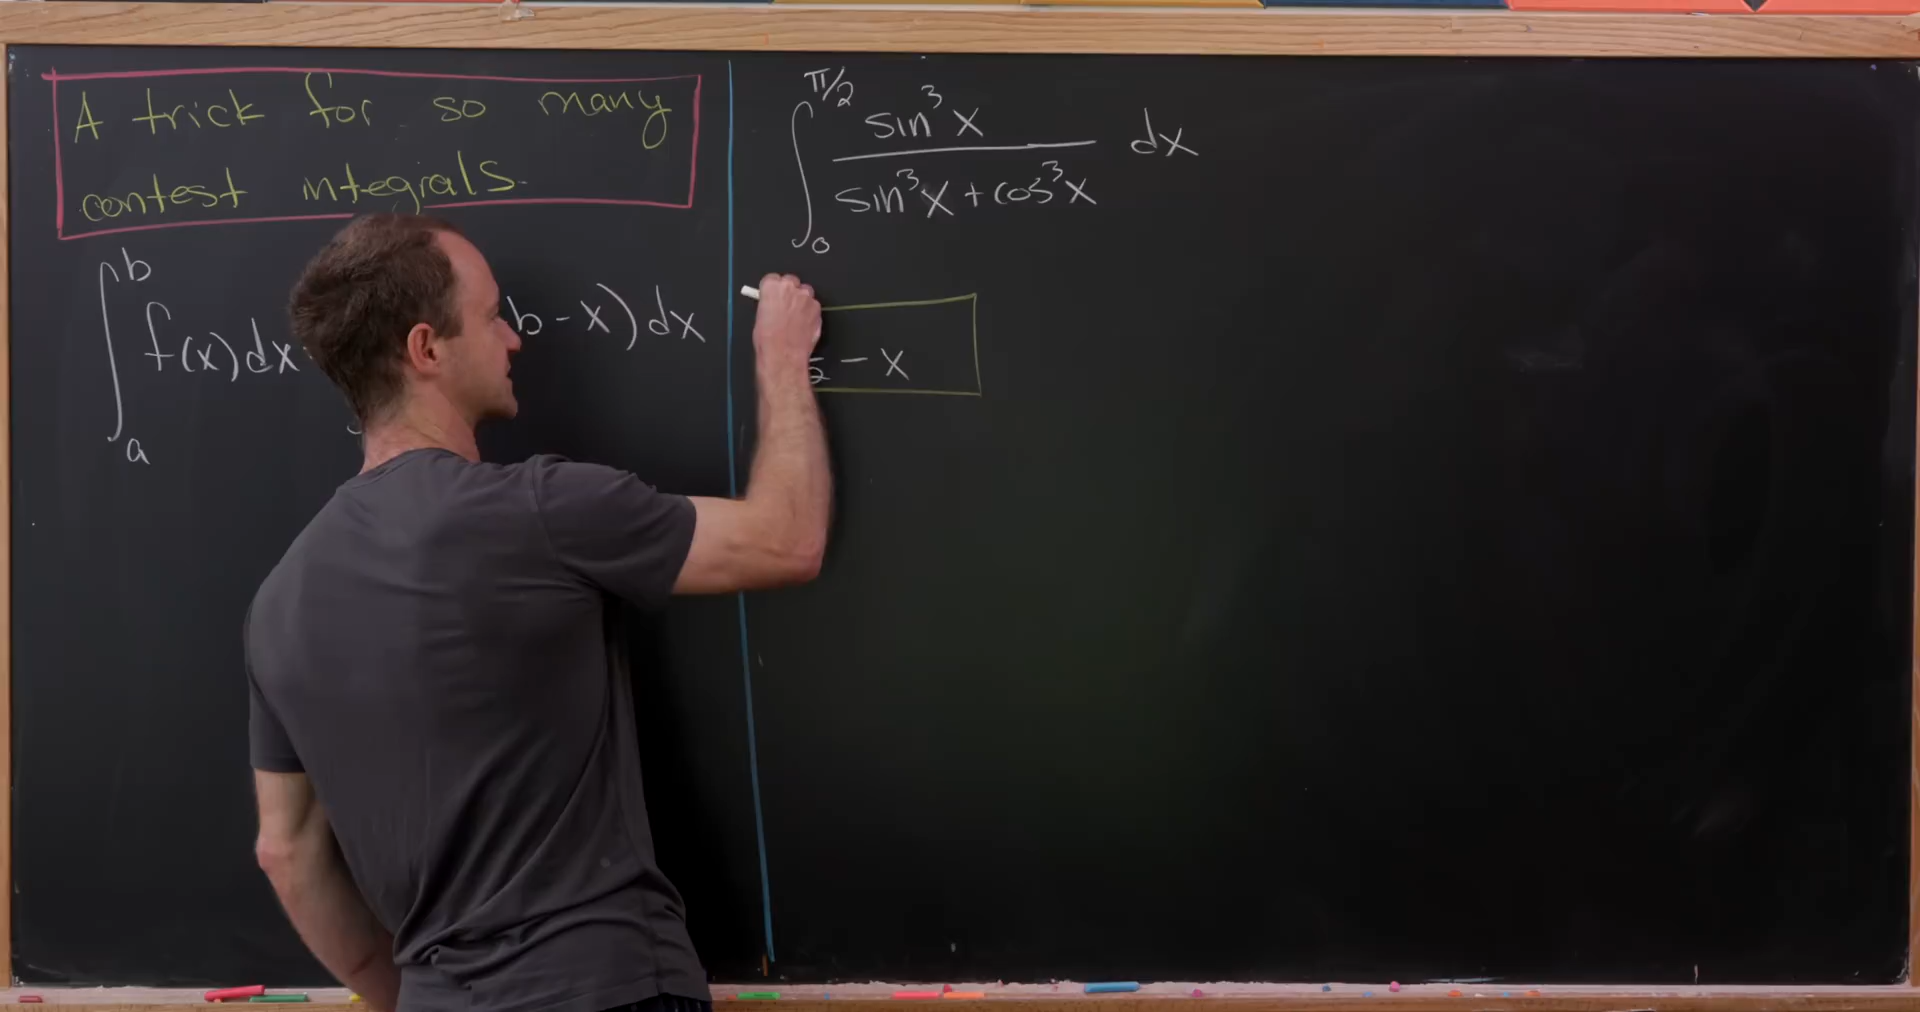 A trick for so many
contest integrals.
∫_a^b f(x)dx b-x)dx
∫_0^{π/2} sin³x / (sin³x + cos³x) dx
- x